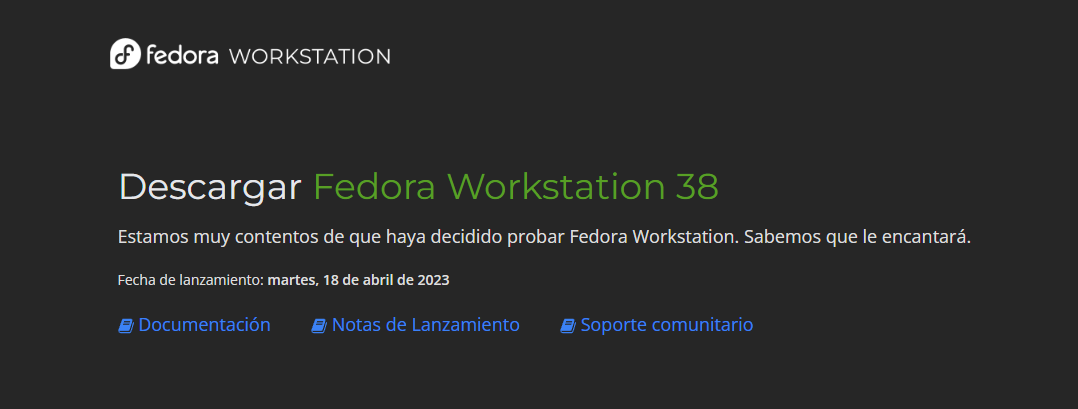 fedora WORKSTATION
Descargar Fedora Workstation 38
Estamos muy contentos de que haya decidido probar Fedora Workstation. Sabemos que le encantará.
Fecha de lanzamiento: martes, 18 de abril de 2023
Documentación Notas de Lanzamiento Soporte comunitario